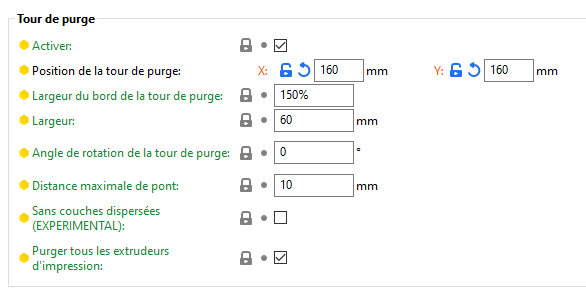 Tour de purge
Activer:
Position de la tour de purge: X: 160 mm Y: 160 mm
Largeur du bord de la tour de purge: 150%
Largeur: 60 mm
Angle de rotation de la tour de purge: 0 °
Distance maximale de pont: 10 mm
Sans couches dispersées
(EXPERIMENTAL):
Purger tous les extrudeurs
d'impression: